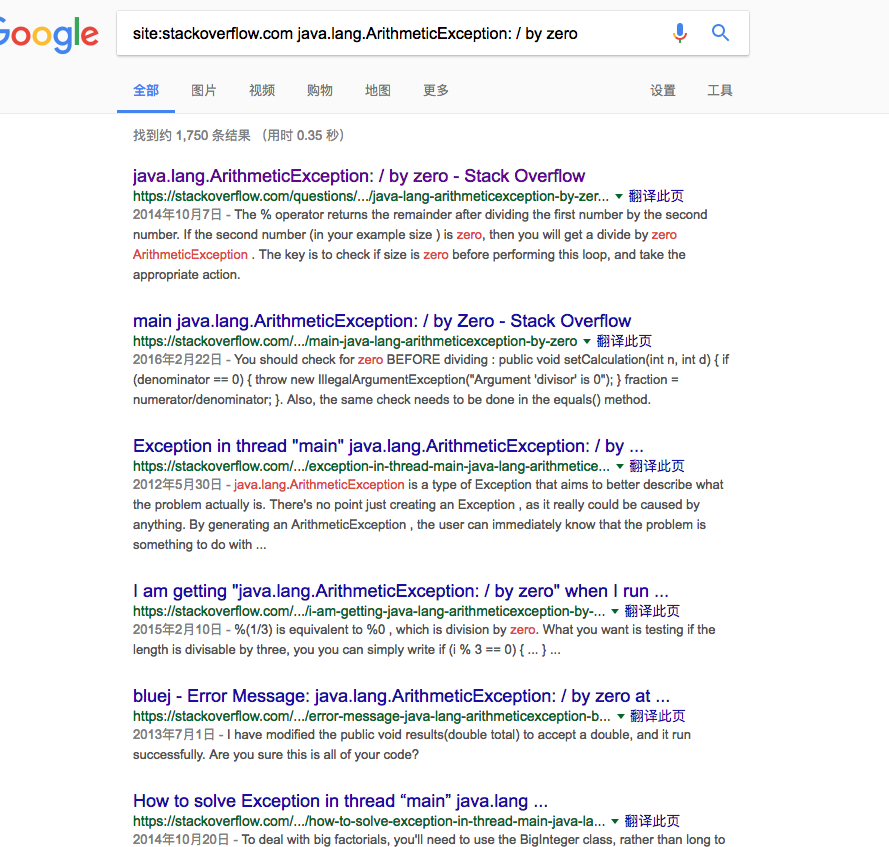 Google
site:stackoverflow.com java.lang.ArithmeticException: / by zero
全部 图片 视频 购物 地图 更多 设置 工具
找到约 1,750 条结果 （用时 0.35 秒）
java.lang.ArithmeticException: / by zero - Stack Overflow
https://stackoverflow.com/questions/.../java-lang-arithmeticexception-by-zer... 翻译此页
2014年10月7日 - The % operator returns the remainder after dividing the first number by the second
number. If the second number (in your example size ) is zero, then you will get a divide by zero
ArithmeticException . The key is to check if size is zero before performing this loop, and take the
appropriate action.
main java.lang.ArithmeticException: / by Zero - Stack Overflow
https://stackoverflow.com/.../main-java-lang-arithmeticexception-by-zero 翻译此页
2016年2月22日 - You should check for zero BEFORE dividing : public void setCalculation(int n, int d) { if
(denominator == 0) { throw new IllegalArgumentException("Argument 'divisor' is 0"); } fraction =
numerator/denominator; }. Also, the same check needs to be done in the equals() method.
Exception in thread "main" java.lang.ArithmeticException: / by ...
https://stackoverflow.com/.../exception-in-thread-main-java-lang-arithmetice... 翻译此页
2012年5月30日 - java.lang.ArithmeticException is a type of Exception that aims to better describe what
the problem actually is. There's no point just creating an Exception , as it really could be caused by
anything. By generating an ArithmeticException , the user can immediately know that the problem is
something to do with ...
I am getting "java.lang.ArithmeticException: / by zero" when I run ...
https://stackoverflow.com/.../i-am-getting-java-lang-arithmeticexception-by-... 翻译此页
2015年2月10日 - %(1/3) is equivalent to %0 , which is division by zero. What you want is testing if the
length is divisable by three, you you can simply write if (i % 3 == 0) { ... } ...
bluej - Error Message: java.lang.ArithmeticException: / by zero at ...
https://stackoverflow.com/.../error-message-java-lang-arithmeticexception-b... 翻译此页
2013年7月1日 - I have modified the public void results(double total) to accept a double, and it run
successfully. Are you sure this is all of your code?
How to solve Exception in thread “main” java.lang ...
https://stackoverflow.com/.../how-to-solve-exception-in-thread-main-java-la... 翻译此页
2014年10月20日 - To deal with big factorials, you'll need to use the BigInteger class, rather than long to